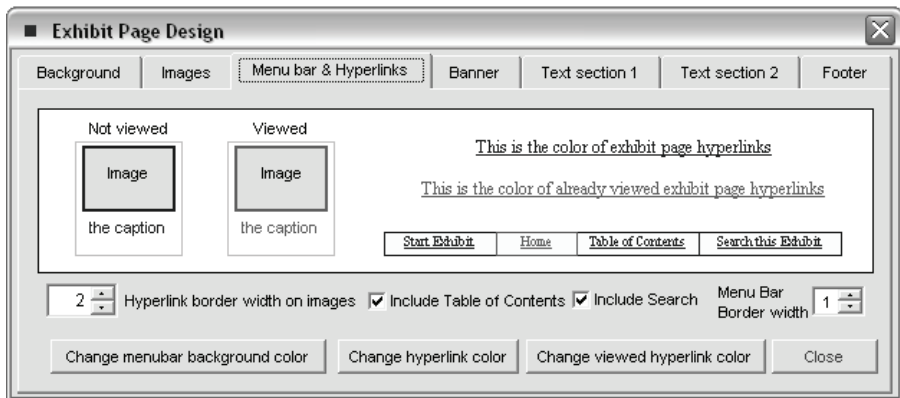 Exhibit Page Design
Background Images Menu bar & Hyperlinks Banner Text section 1 Text section 2 Footer
Not viewed Viewed
This is the color of exhibit page hyperlinks
Image Image
This is the color of already viewed exhibit page hyperlinks
the caption the caption
Start Exhibit Home Table of Contents Search this Exhibit
2 Hyperlink border width on images Include Table of Contents Include Search Menu Bar
Border width 1
Change menubar background color Change hyperlink color Change viewed hyperlink color Close